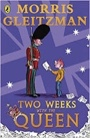 MORRIS
GLEITZMAN
TWO WEEKS
WITH THE
QUEEN